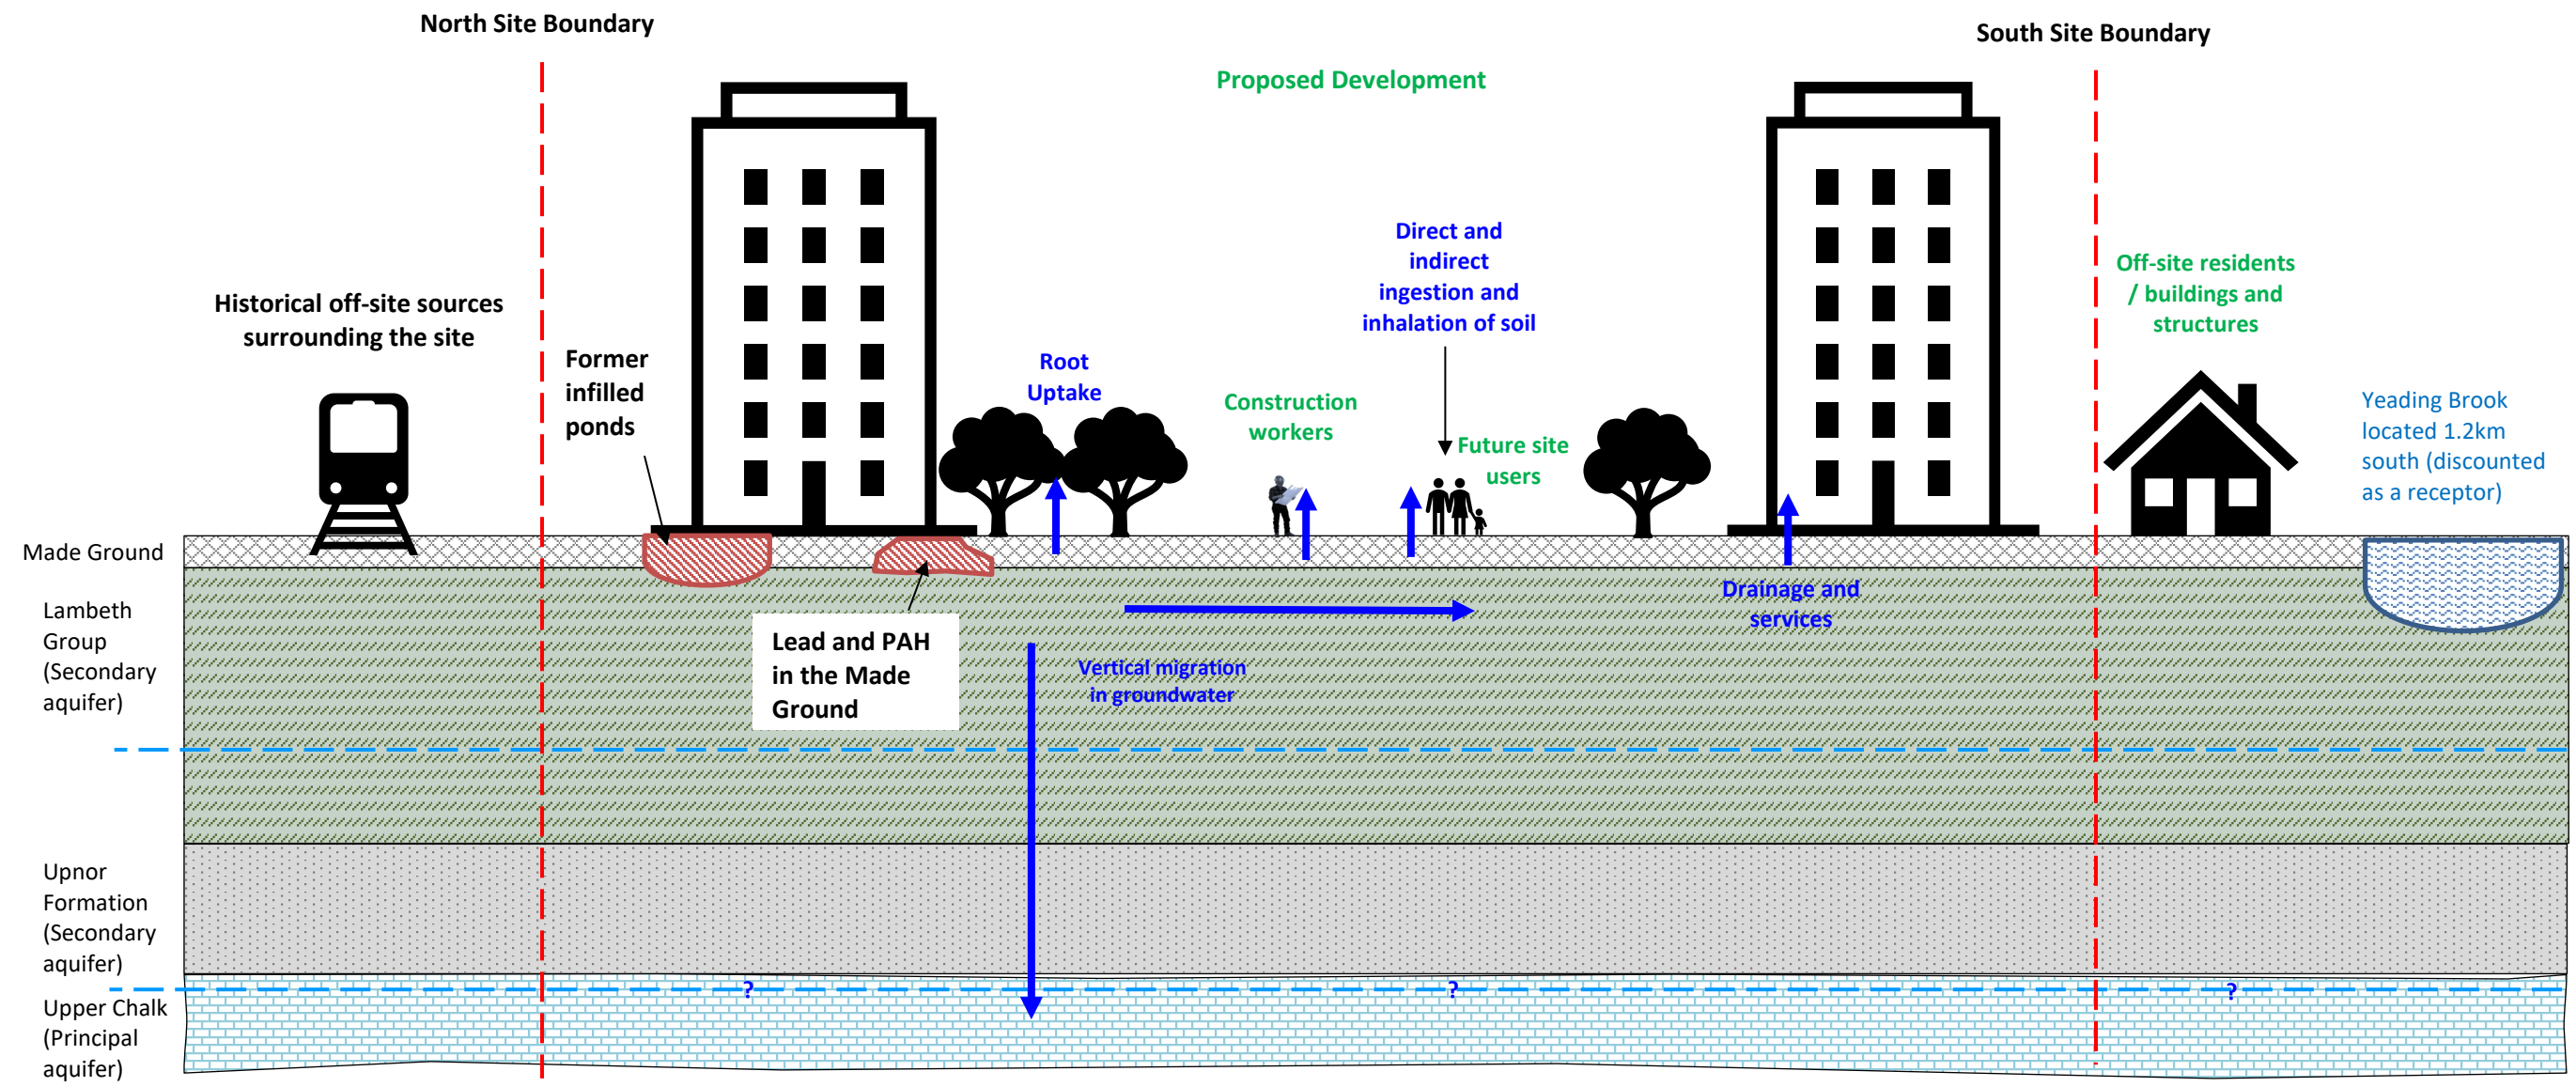 North Site Boundary
South Site Boundary
Proposed Development
Historical off-site sources
surrounding the site
Former
infilled
ponds
Root
Uptake
Construction
workers
Direct and
indirect
ingestion and
inhalation of soil
Future site
users
Off-site residents
/ buildings and
structures
Yeading Brook
located 1.2km
south (discounted
as a receptor)
Made Ground
Lambeth
Group
(Secondary
aquifer)
Lead and PAH
in the Made
Ground
Vertical migration
in groundwater
Drainage and
services
Upnor
Formation
(Secondary
aquifer)
? ? ?
Upper Chalk
(Principal
aquifer)